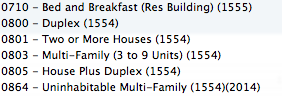 0710 – Bed and Breakfast (Res Building) (1555)
0800 – Duplex (1554)
0801 – Two or More Houses (1554)
0803 – Multi-Family (3 to 9 Units) (1554)
0805 – House Plus Duplex (1554)
0864 – Uninhabitable Multi-Family (1554)(2014)